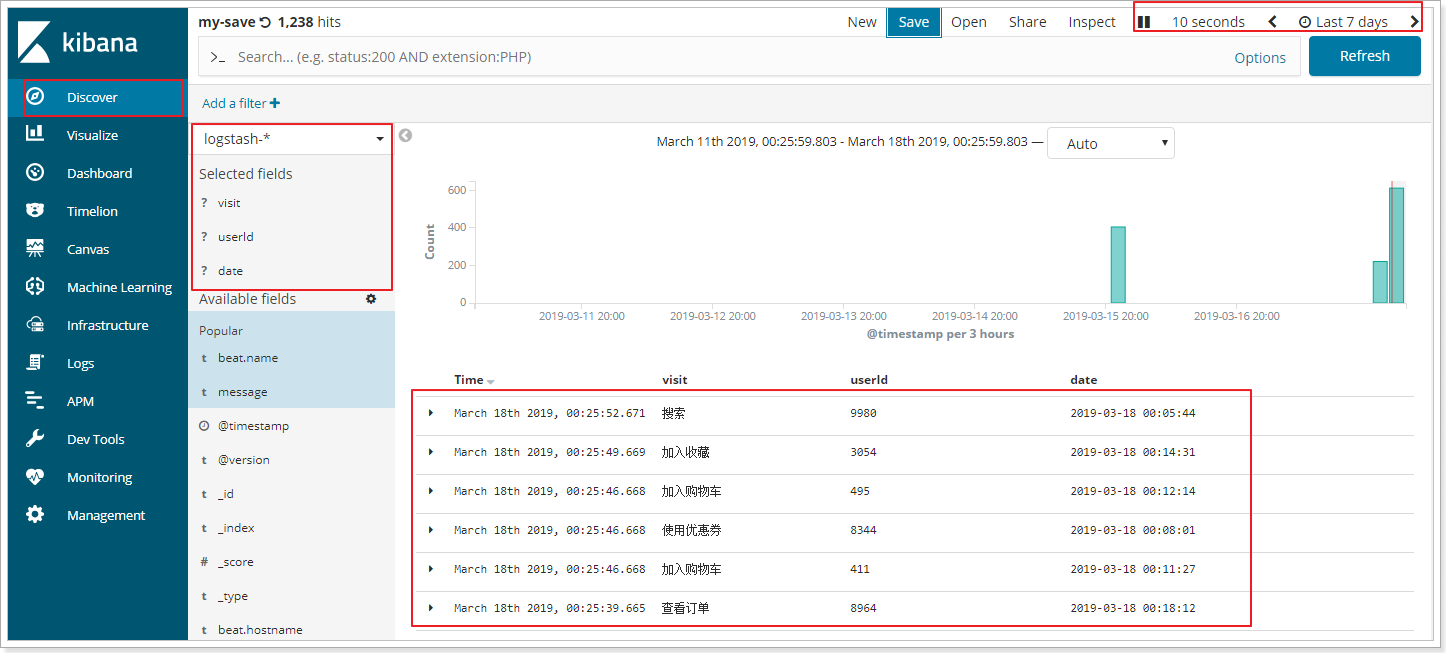 kibana
Discover
Visualize
Dashboard
Timelion
Canvas
Machine Learning
Infrastructure
Logs
APM
Dev Tools
Monitoring
Management
my-save 1,238 hits
New Save Open Share Inspect 10 seconds Last 7 days
>_ Search... (e.g. status:200 AND extension:PHP) Options Refresh
Add a filter +
logstash-*
Selected fields
? visit
? userId
? date
Available fields
Popular
t beat.name
t message
@timestamp
t @version
t _id
t _index
# _score
t _type
t beat.hostname
March 11th 2019, 00:25:59.803 - March 18th 2019, 00:25:59.803 — Auto
Count
600
400
200
0
2019-03-11 20:00 2019-03-12 20:00 2019-03-13 20:00 2019-03-14 20:00 2019-03-15 20:00 2019-03-16 20:00
@timestamp per 3 hours
Time visit userId date
March 18th 2019, 00:25:52.671 搜索 9980 2019-03-18 00:05:44
March 18th 2019, 00:25:49.669 加入收藏 3054 2019-03-18 00:14:31
March 18th 2019, 00:25:46.668 加入购物车 495 2019-03-18 00:12:14
March 18th 2019, 00:25:46.668 使用优惠券 8344 2019-03-18 00:08:01
March 18th 2019, 00:25:46.668 加入购物车 411 2019-03-18 00:11:27
March 18th 2019, 00:25:39.665 查看订单 8964 2019-03-18 00:18:12